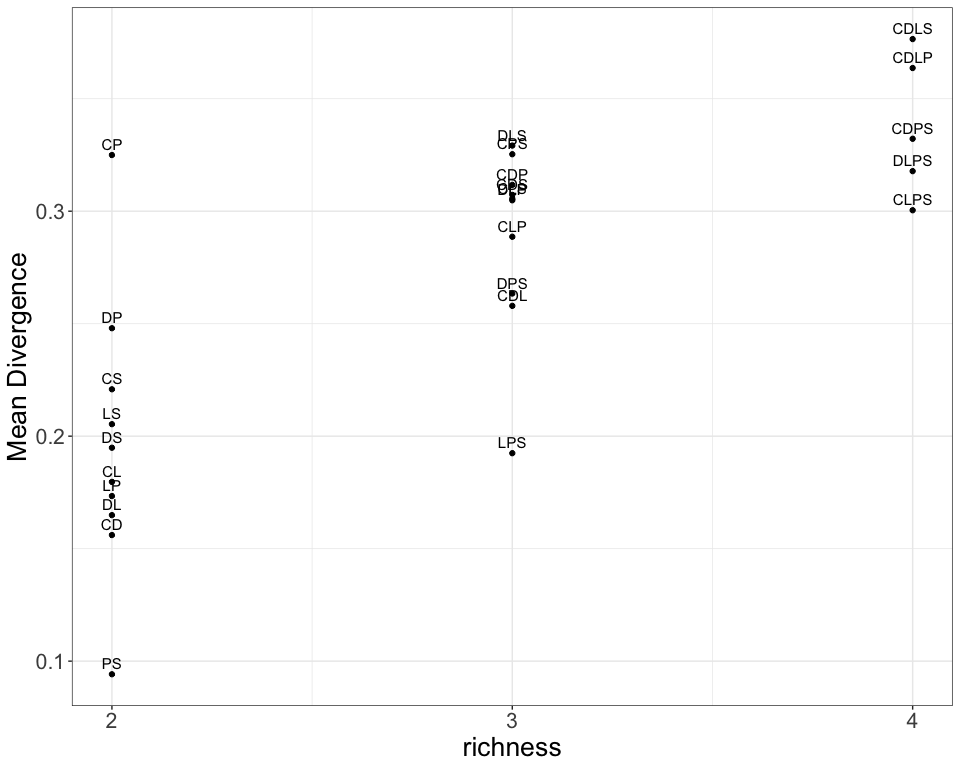 Mean Divergence
0.3
0.2
0.1
CP
DP
CS
LS
DS
CL
LP
DL
CD
PS
DLS
CPS
CDP
CLP
DPS
CDL
LPS
CDLS
CDLP
CDPS
DLPS
CLPS
2
3
4
richness